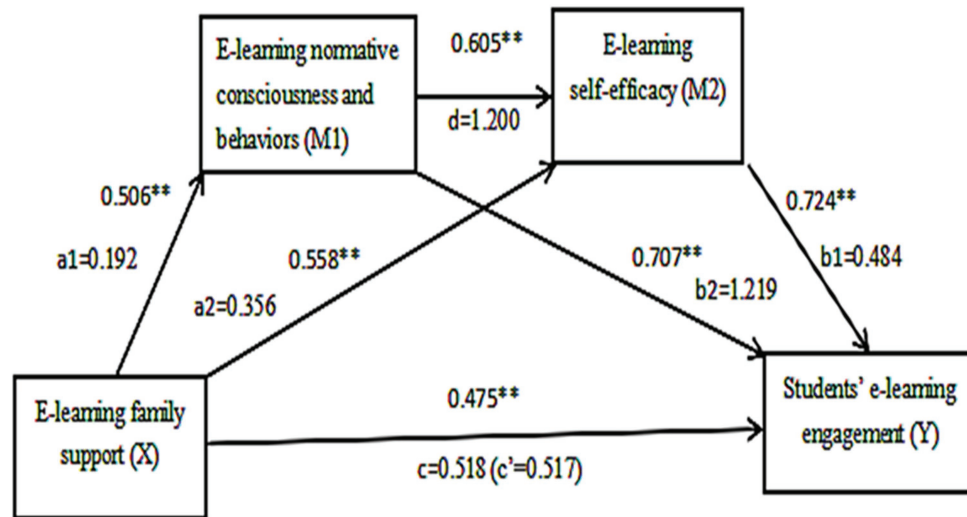 E-learning normative
consciousness and
behaviors (M1)
0.605**
d=1.200
E-learning
self-efficacy (M2)
0.506**
a1=0.192
0.558**
a2=0.356
0.707**
b2=1.219
0.724**
b1=0.484
E-learning family
support (X)
0.475**
c=0.518 (c’=0.517)
Students’ e-learning
engagement (Y)